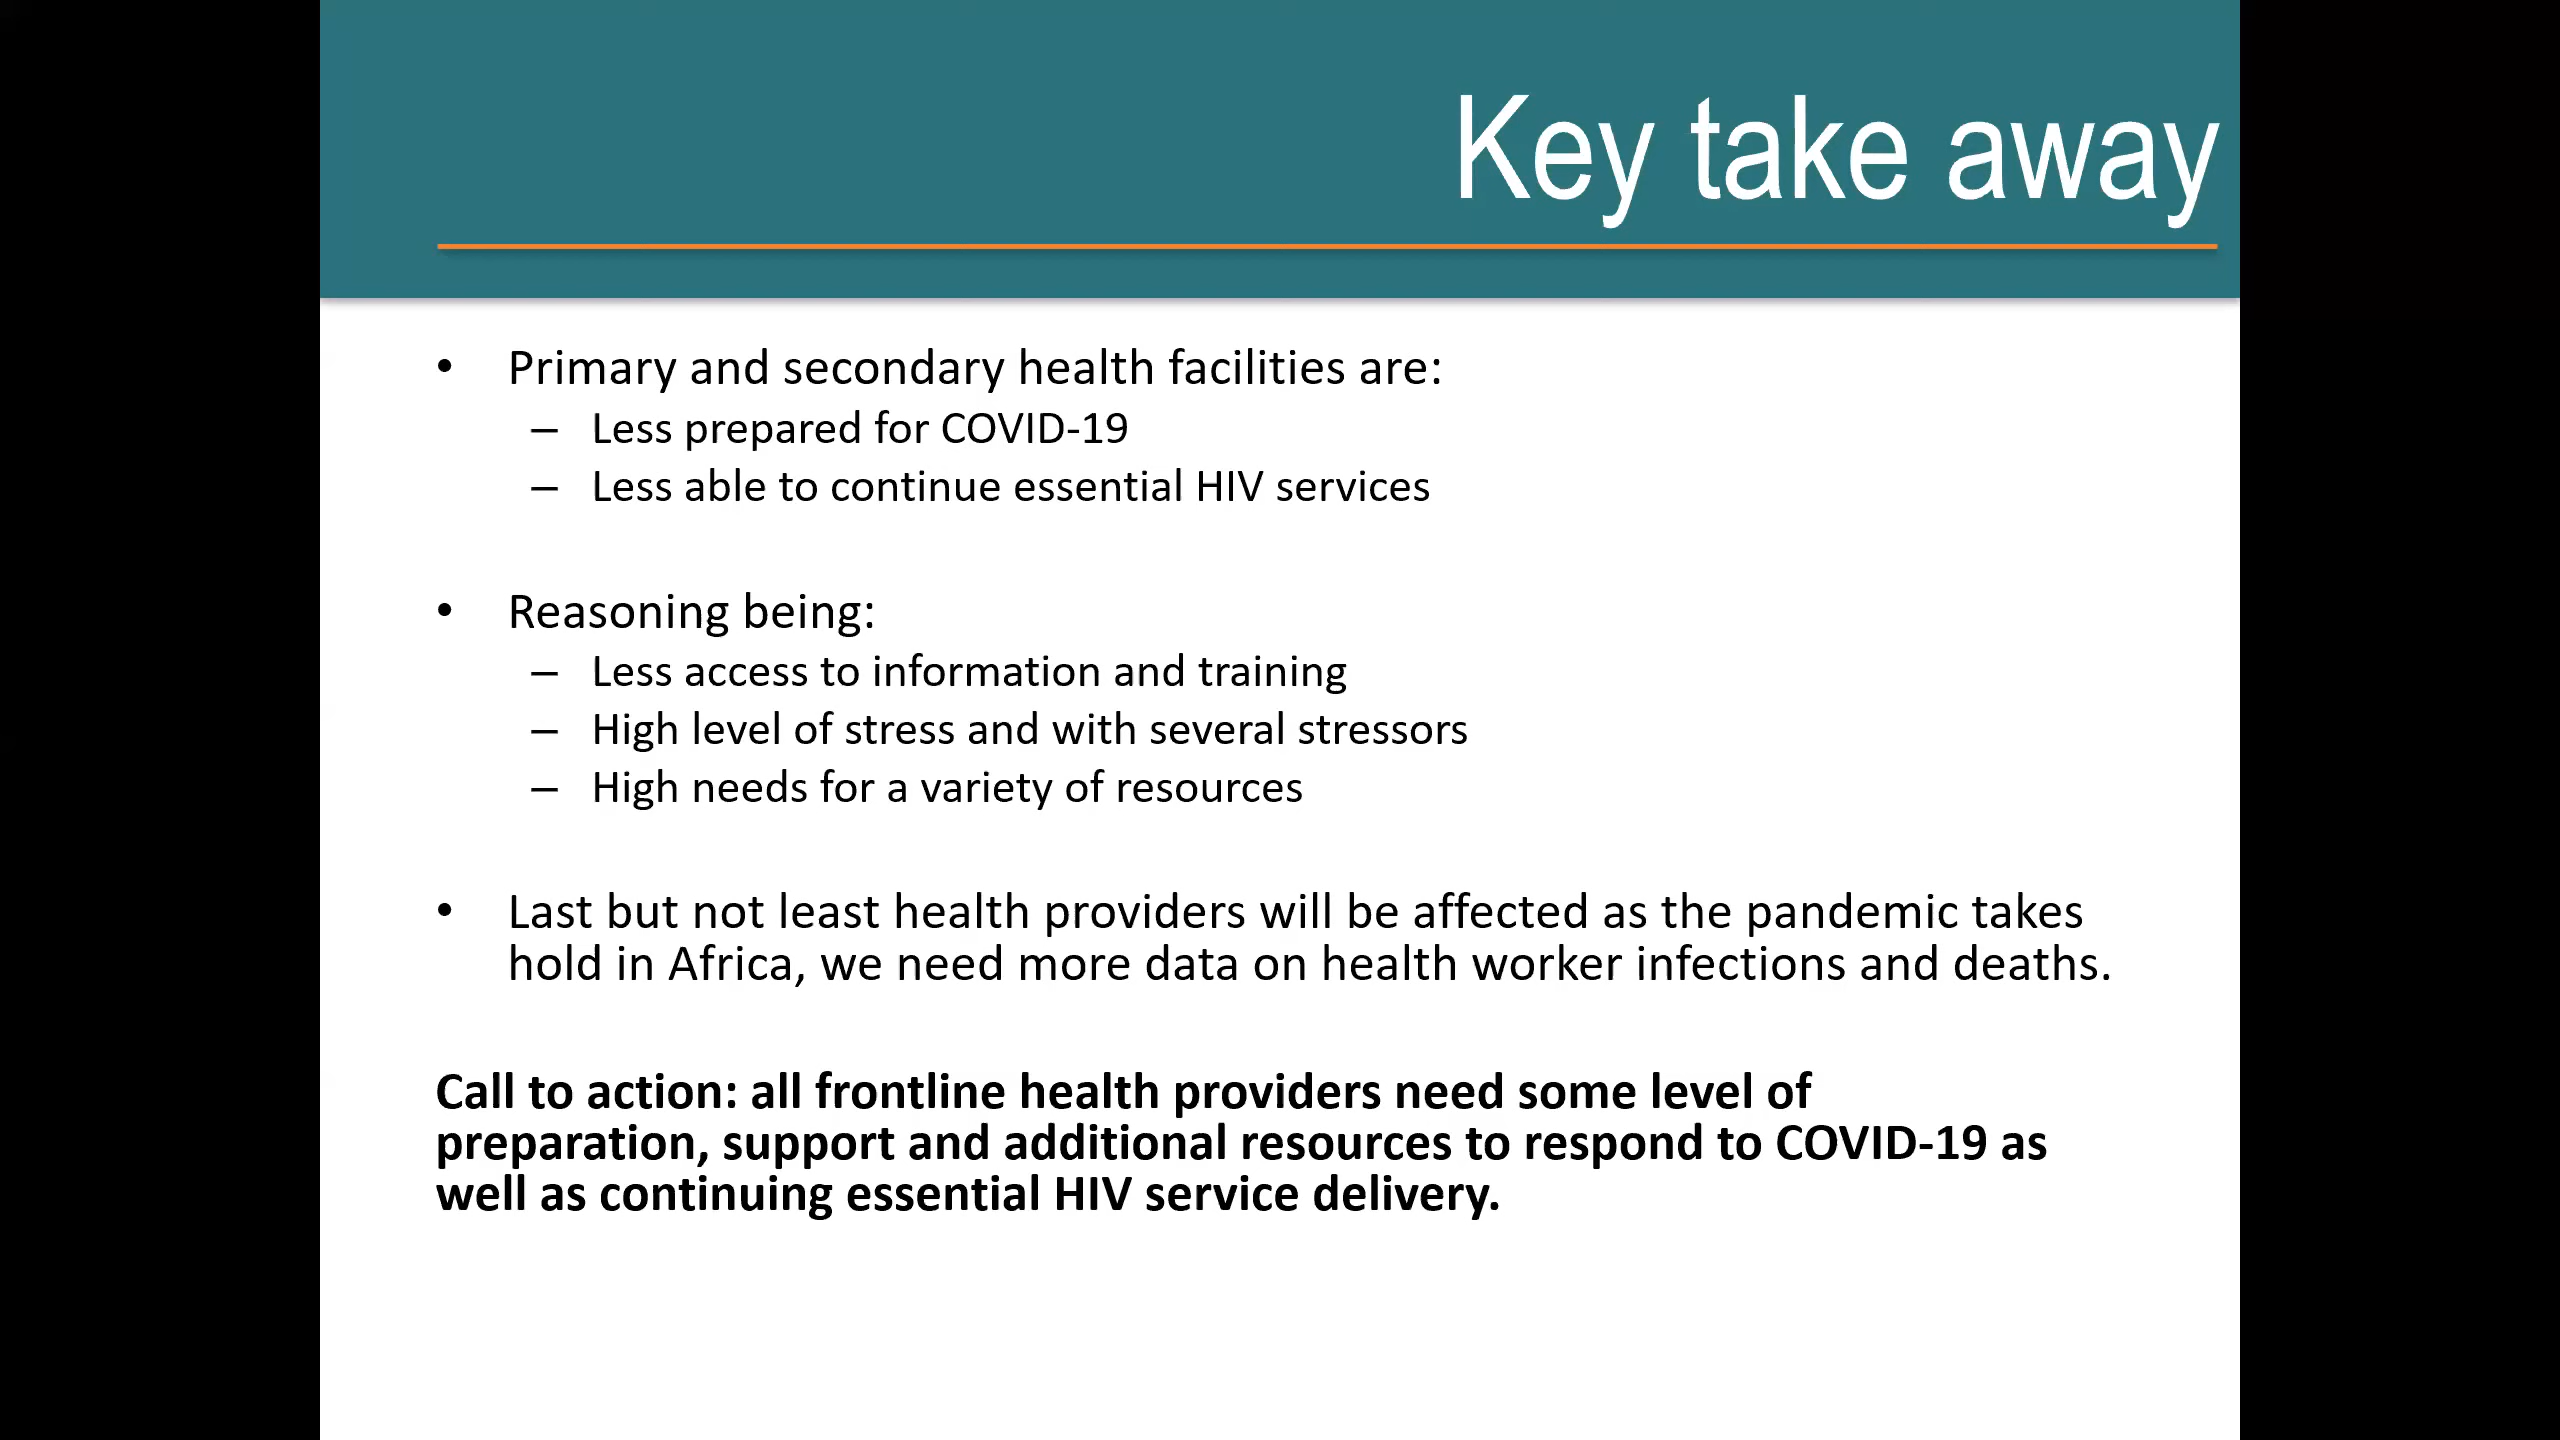 Key take away
• Primary and secondary health facilities are:
– Less prepared for COVID-19
– Less able to continue essential HIV services
• Reasoning being:
– Less access to information and training
– High level of stress and with several stressors
– High needs for a variety of resources
• Last but not least health providers will be affected as the pandemic takes
hold in Africa, we need more data on health worker infections and deaths.
Call to action: all frontline health providers need some level of
preparation, support and additional resources to respond to COVID-19 as
well as continuing essential HIV service delivery.